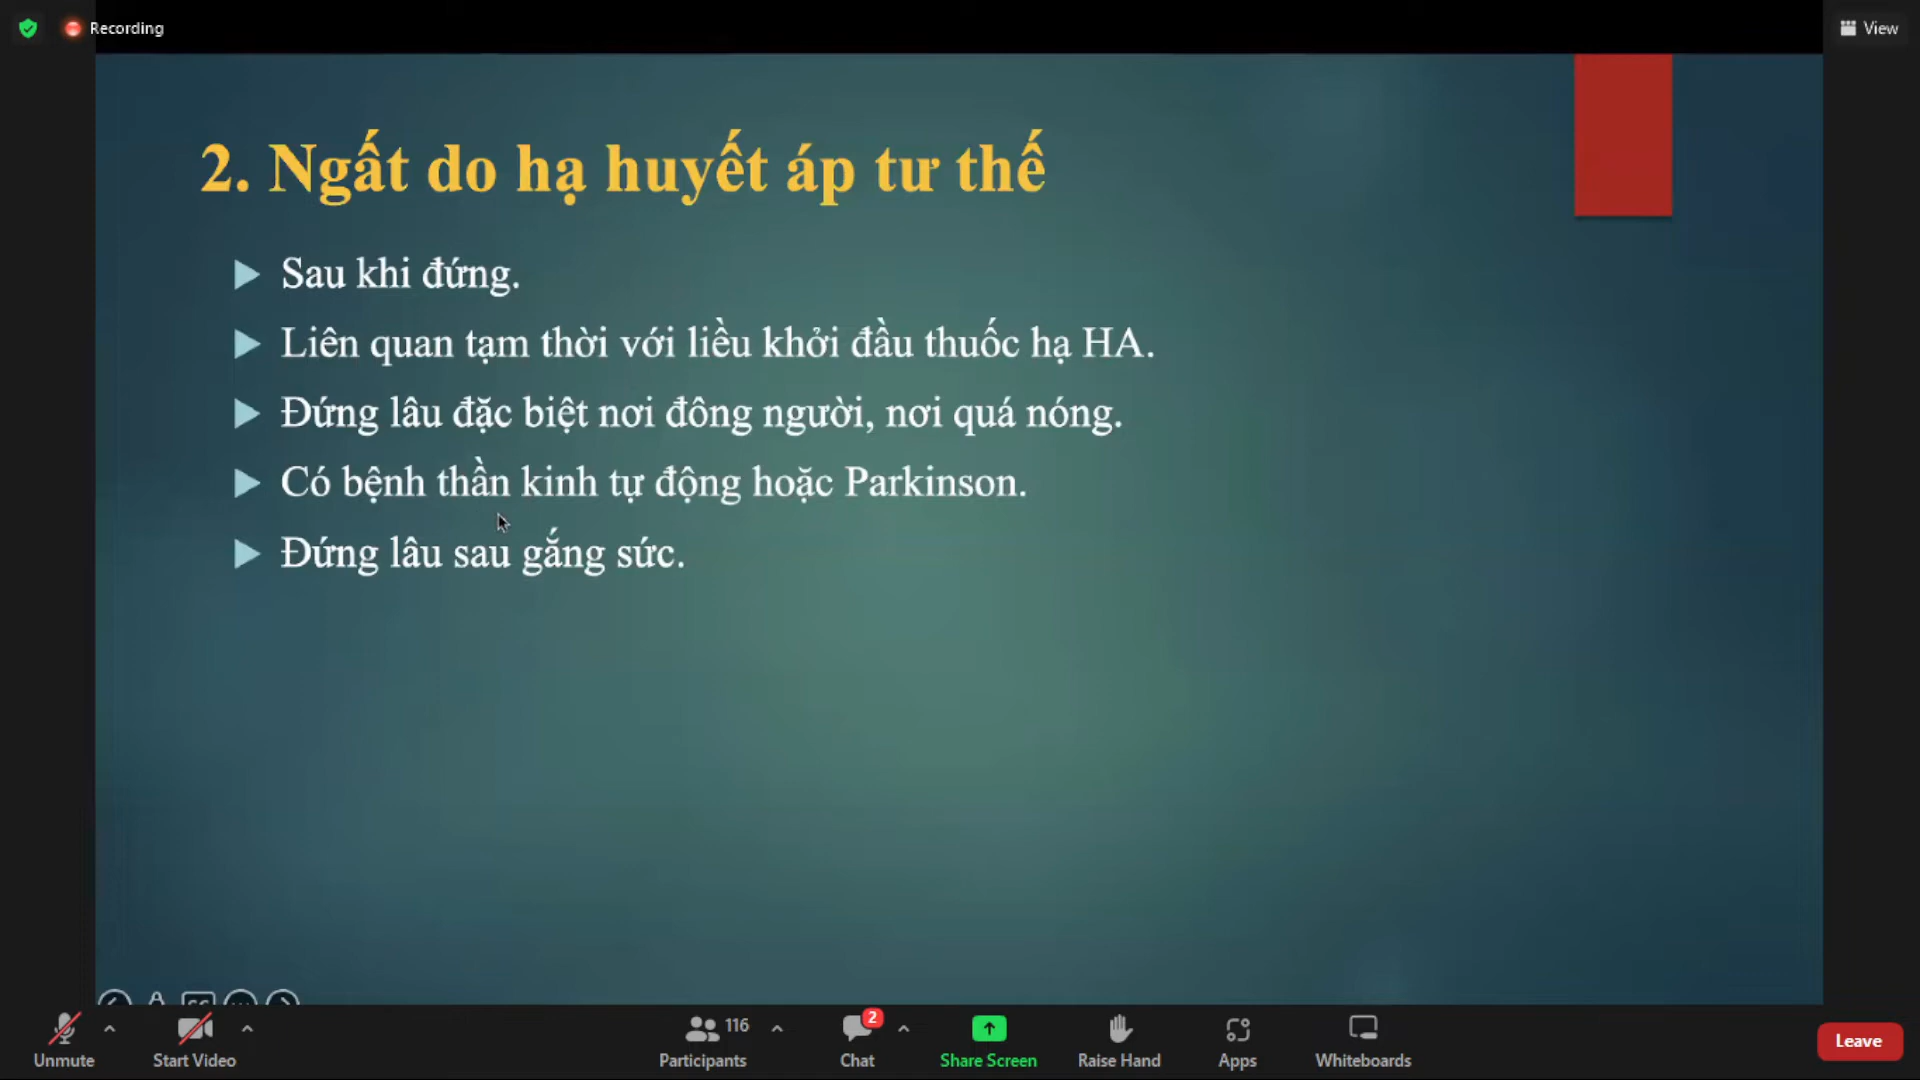 Recording
View
2. Ngất do hạ huyết áp tư thế
Sau khi đứng.
Liên quan tạm thời với liều khởi đầu thuốc hạ HA.
Đứng lâu đặc biệt nơi đông người, nơi quá nóng.
Có bệnh thần kinh tự động hoặc Parkinson.
Đứng lâu sau gắng sức.
116
2
Unmute
Start Video
Participants
Chat
Share Screen
Raise Hand
Apps
Whiteboards
Leave